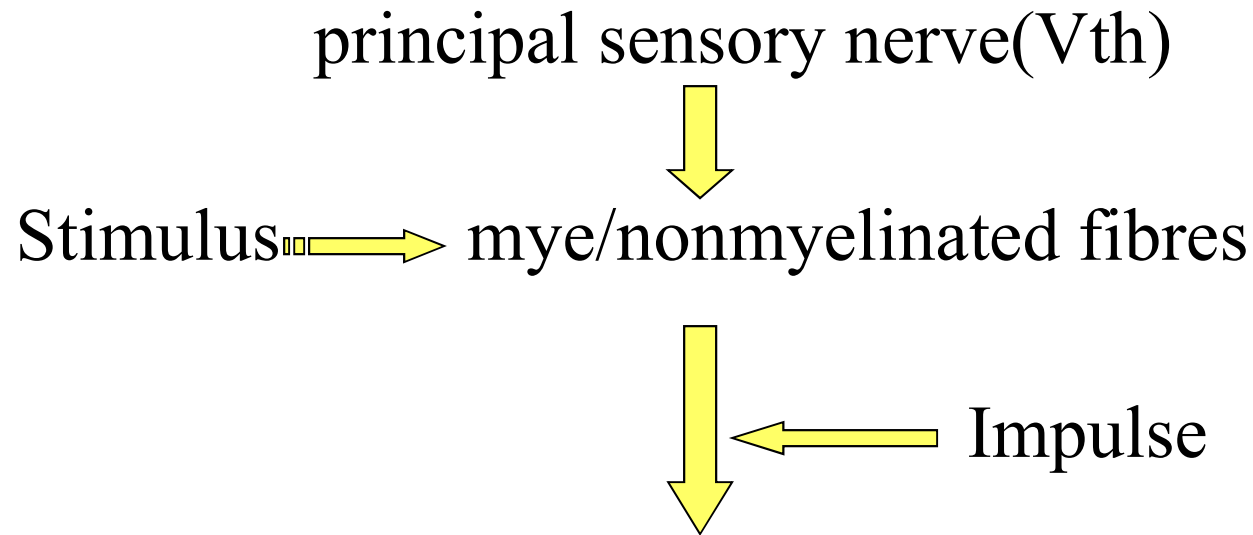 principal sensory nerve(Vth)
Stimulus mye/nonmyelinated fibres
Impulse